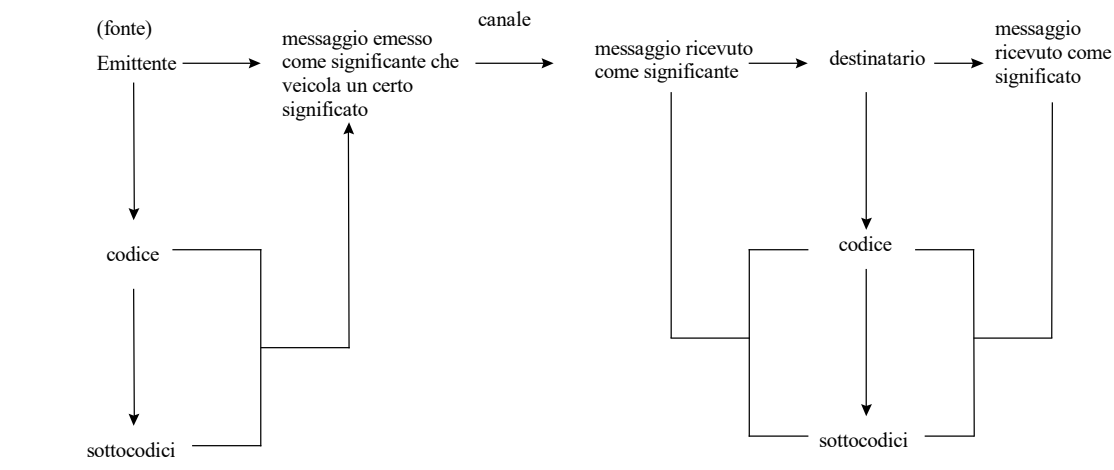 (fonte)
Emittente
messaggio emesso
come significante che
veicola un certo
significato
canale
messaggio ricevuto
come significante
destinatario
messaggio
ricevuto come
significato
codice
sottocodici
codice
sottocodici